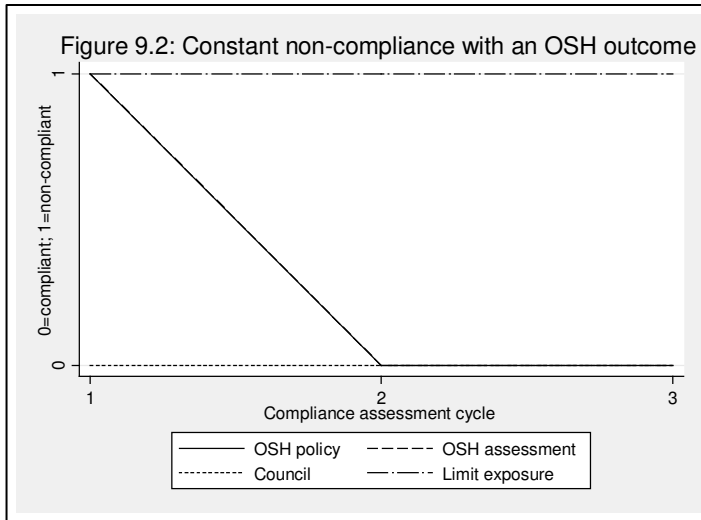 Figure 9.2: Constant non-compliance with an OSH outcome
0=compliant; 1=non-compliant
1
0
1 2 3
Compliance assessment cycle
OSH policy OSH assessment
Council Limit exposure